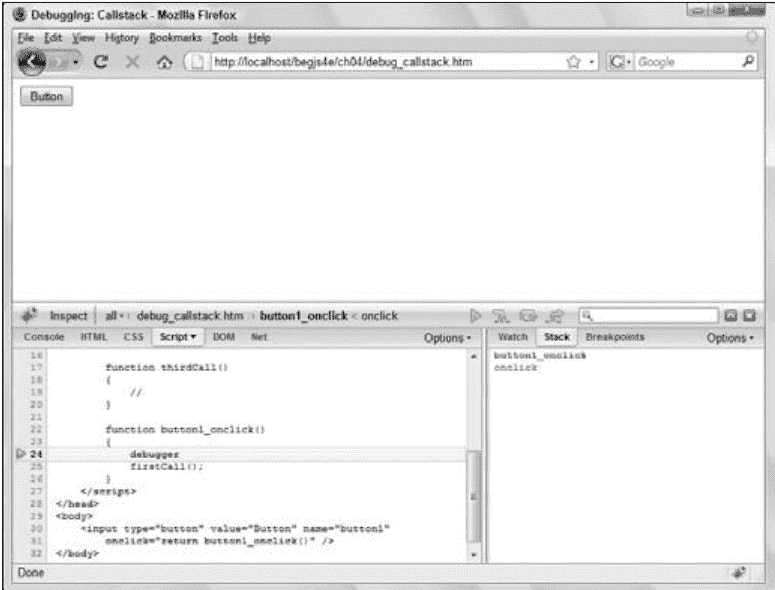 Debugging: Callstack - Mozilla Firefox
File Edit View History Bookmarks Tools Help
http://localhost/begjs4e/ch04/debug_callstack.htm
Google
Button
Inspect all debug_callstack.htm button1_onclick < onclick
Console HTML CSS Script DOM Net Options
Watch Stack Breakpoints Options
16
17 function thirdCall()
18 {
19 //
20 }
21
22 function button1_onclick()
23 {
24 debugger
25 firstCall();
26 }
27 </script>
28 </head>
29 <body>
30 <input type="button" value="Button" name="button1"
31 onclick="return button1_onclick()" />
32 </body>
button1_onclick
onclick
Done